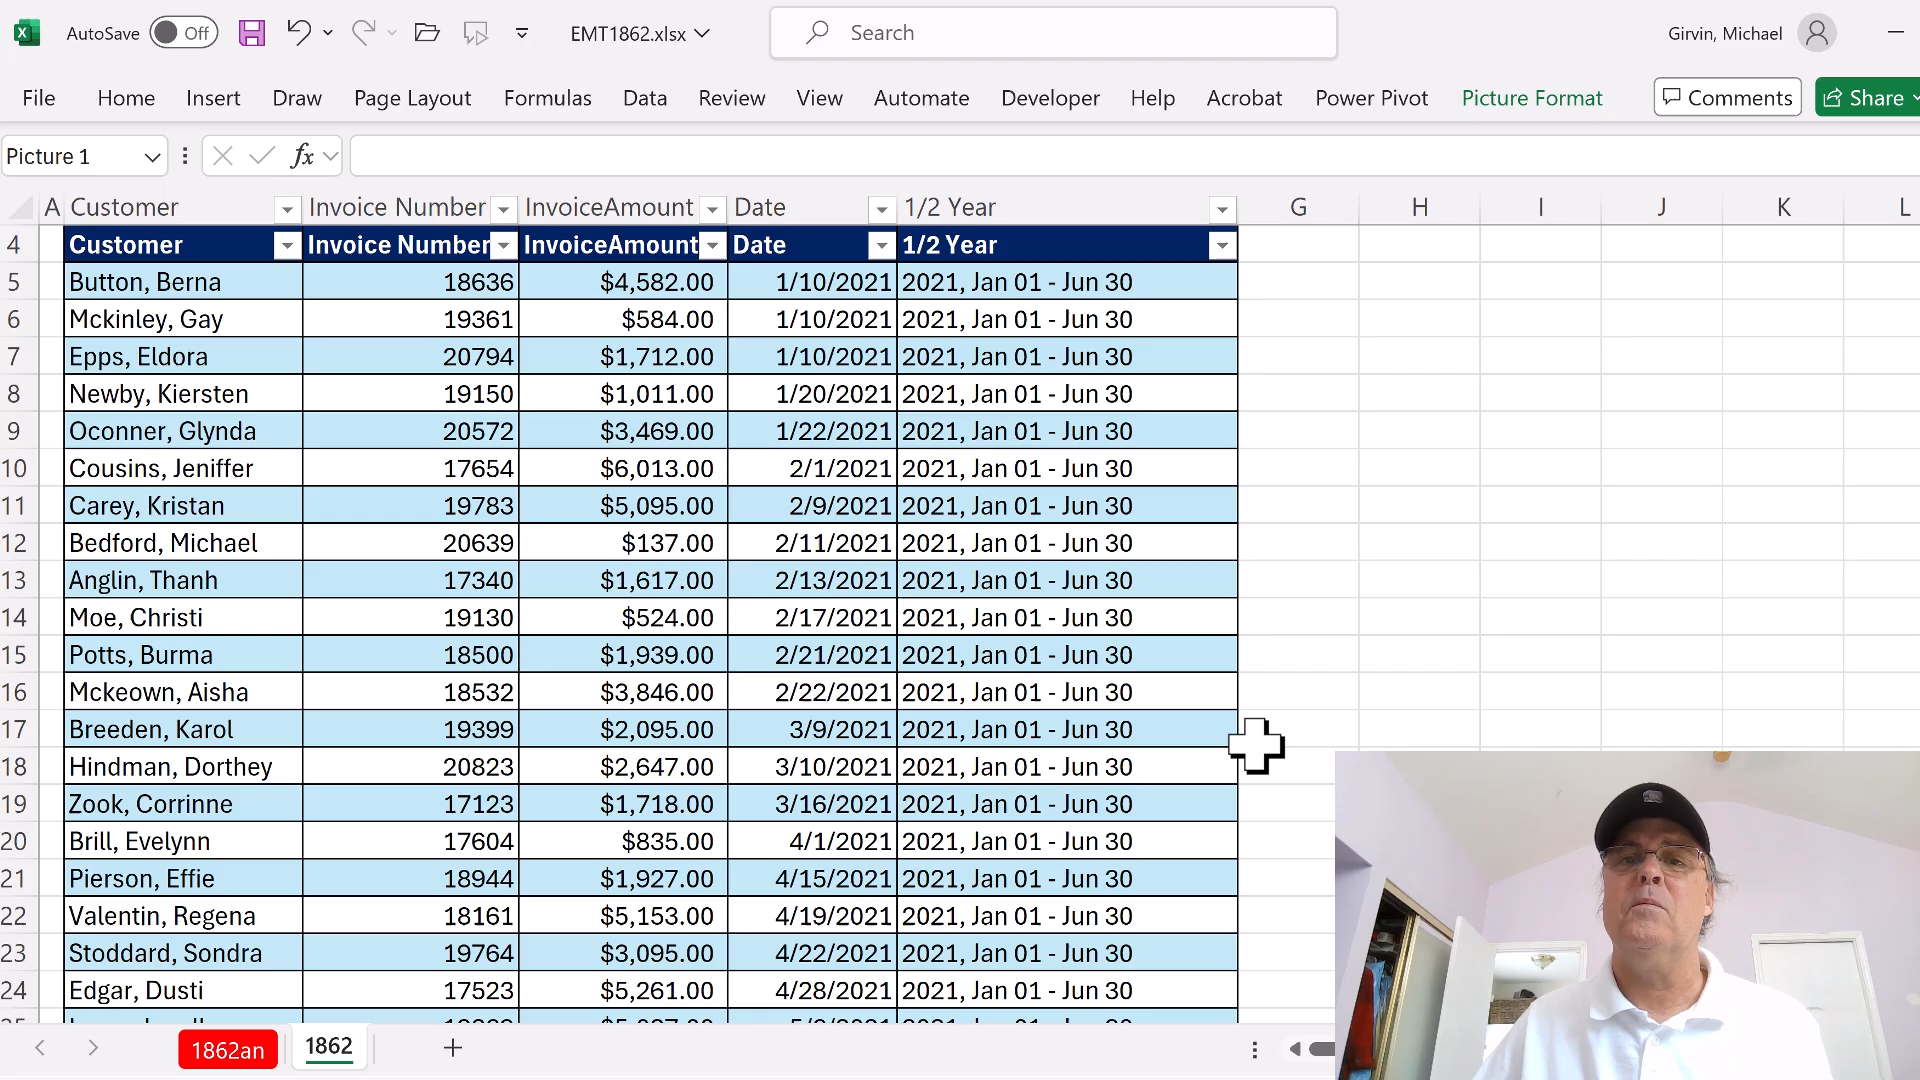 AutoSave Off EMT1862.xlsx Search Girvin, Michael
File Home Insert Draw Page Layout Formulas Data Review View Automate Developer Help Acrobat Power Pivot Picture Format Comments Share
Picture 1 fx
A Customer Invoice Number InvoiceAmount Date 1/2 Year G H I J K L
4 Customer Invoice Number InvoiceAmount Date 1/2 Year
5 Button, Berna 18636 $4,582.00 1/10/2021 2021, Jan 01 - Jun 30
6 Mckinley, Gay 19361 $584.00 1/10/2021 2021, Jan 01 - Jun 30
7 Epps, Eldora 20794 $1,712.00 1/10/2021 2021, Jan 01 - Jun 30
8 Newby, Kiersten 19150 $1,011.00 1/20/2021 2021, Jan 01 - Jun 30
9 Oconner, Glynda 20572 $3,469.00 1/22/2021 2021, Jan 01 - Jun 30
10 Cousins, Jeniffer 17654 $6,013.00 2/1/2021 2021, Jan 01 - Jun 30
11 Carey, Kristan 19783 $5,095.00 2/9/2021 2021, Jan 01 - Jun 30
12 Bedford, Michael 20639 $137.00 2/11/2021 2021, Jan 01 - Jun 30
13 Anglin, Thanh 17340 $1,617.00 2/13/2021 2021, Jan 01 - Jun 30
14 Moe, Christi 19130 $524.00 2/17/2021 2021, Jan 01 - Jun 30
15 Potts, Burma 18500 $1,939.00 2/21/2021 2021, Jan 01 - Jun 30
16 Mckeown, Aisha 18532 $3,846.00 2/22/2021 2021, Jan 01 - Jun 30
17 Breeden, Karol 19399 $2,095.00 3/9/2021 2021, Jan 01 - Jun 30
18 Hindman, Dorthey 20823 $2,647.00 3/10/2021 2021, Jan 01 - Jun 30
19 Zook, Corrinne 17123 $1,718.00 3/16/2021 2021, Jan 01 - Jun 30
20 Brill, Evelynn 17604 $835.00 4/1/2021 2021, Jan 01 - Jun 30
21 Pierson, Effie 18944 $1,927.00 4/15/2021 2021, Jan 01 - Jun 30
22 Valentin, Regena 18161 $5,153.00 4/19/2021 2021, Jan 01 - Jun 30
23 Stoddard, Sondra 19764 $3,095.00 4/22/2021 2021, Jan 01 - Jun 30
24 Edgar, Dusti 17523 $5,261.00 4/28/2021 2021, Jan 01 - Jun 30
1862an 1862